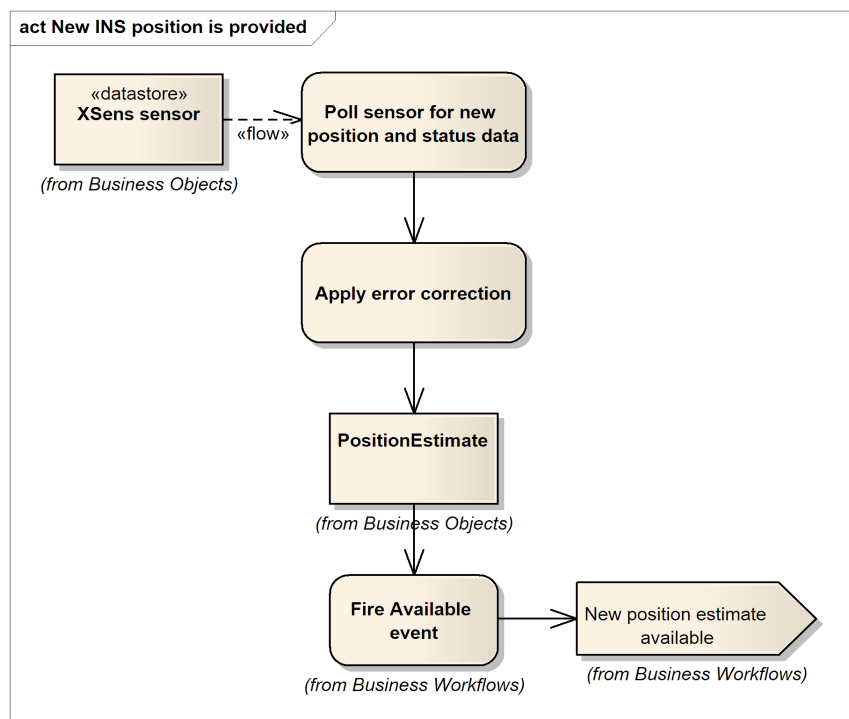 act New INS position is provided
«datastore»
XSens sensor
«flow»
(from Business Objects)
Poll sensor for new
position and status data
Apply error correction
PositionEstimate
(from Business Objects)
Fire Available
event
(from Business Workflows)
New position estimate
available
(from Business Workflows)